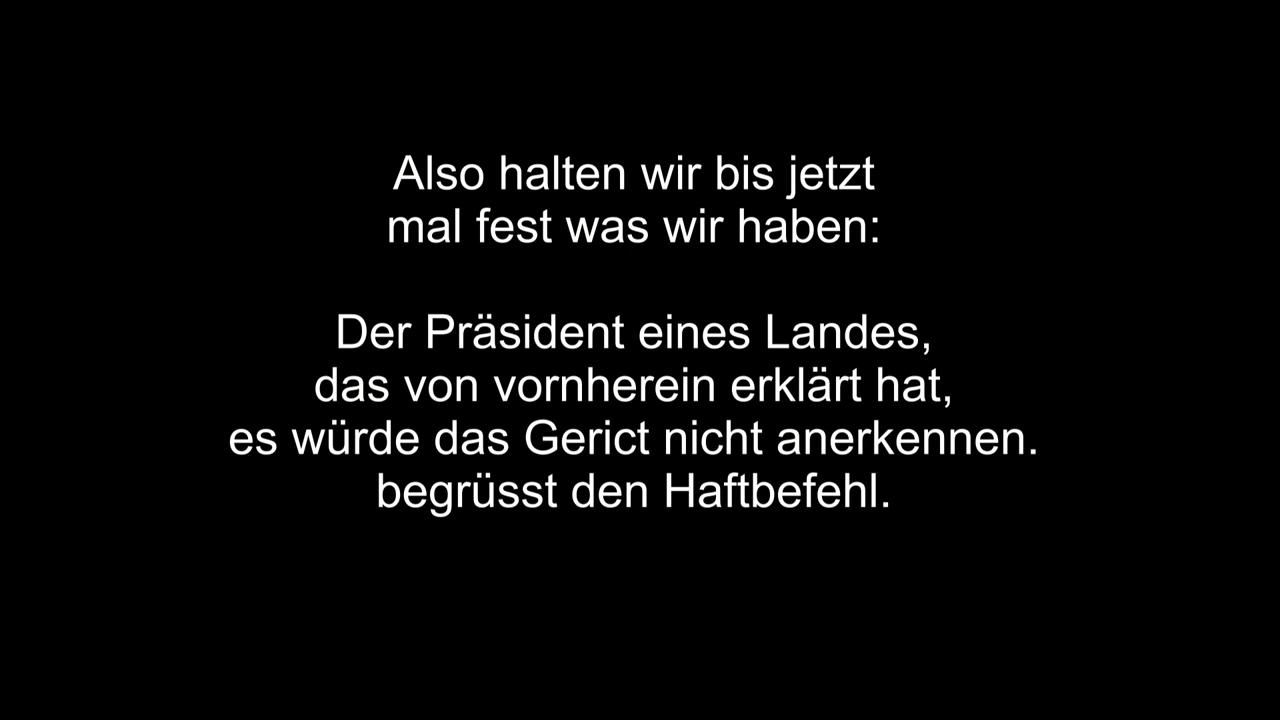 Also halten wir bis jetzt
mal fest was wir haben:
Der Präsident eines Landes,
das von vornherein erklärt hat,
es würde das Gerict nicht anerkennen.
begrüsst den Haftbefehl.